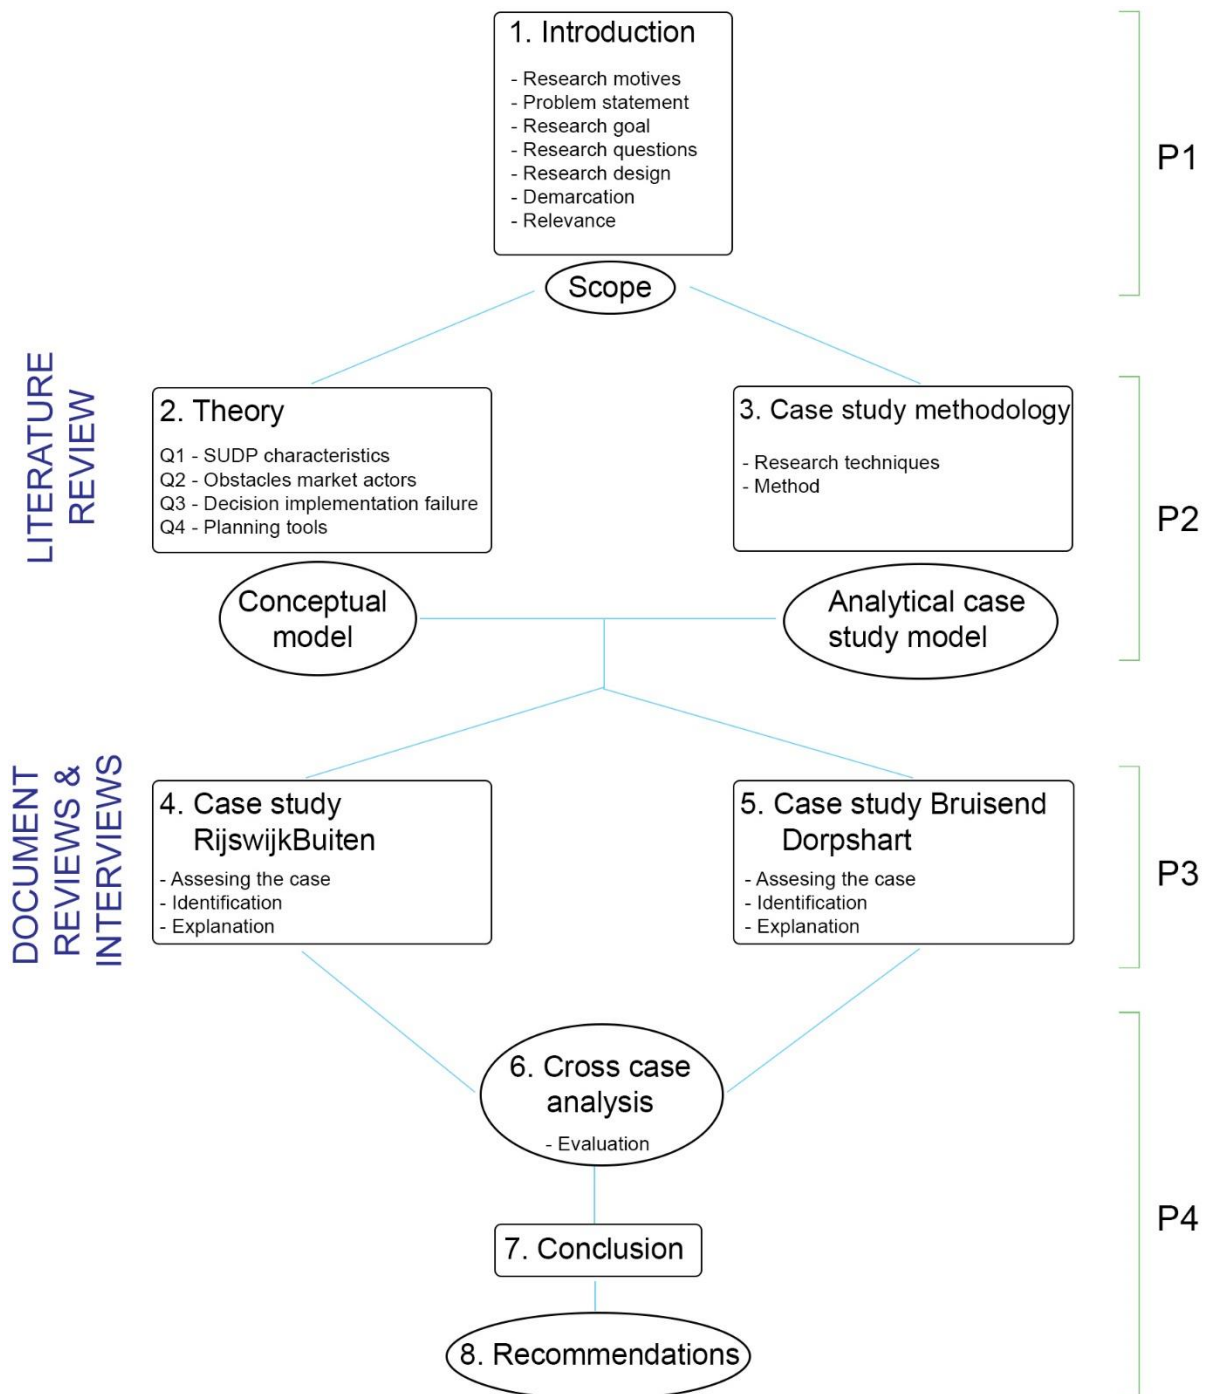 1. Introduction
- Research motives
- Problem statement
- Research goal
- Research questions
- Research design
- Demarcation
- Relevance
P1
Scope
LITERATURE
REVIEW
2. Theory
Q1 - SUDP characteristics
Q2 - Obstacles market actors
Q3 - Decision implementation failure
Q4 - Planning tools
3. Case study methodology
- Research techniques
- Method
P2
Conceptual
model
Analytical case
study model
DOCUMENT
REVIEWS &
INTERVIEWS
4. Case study
RijswijkBuiten
- Assesing the case
- Identification
- Explanation
5. Case study Bruisend
Dorpshart
- Assesing the case
- Identification
- Explanation
P3
6. Cross case
analysis
- Evaluation
7. Conclusion
P4
8. Recommendations